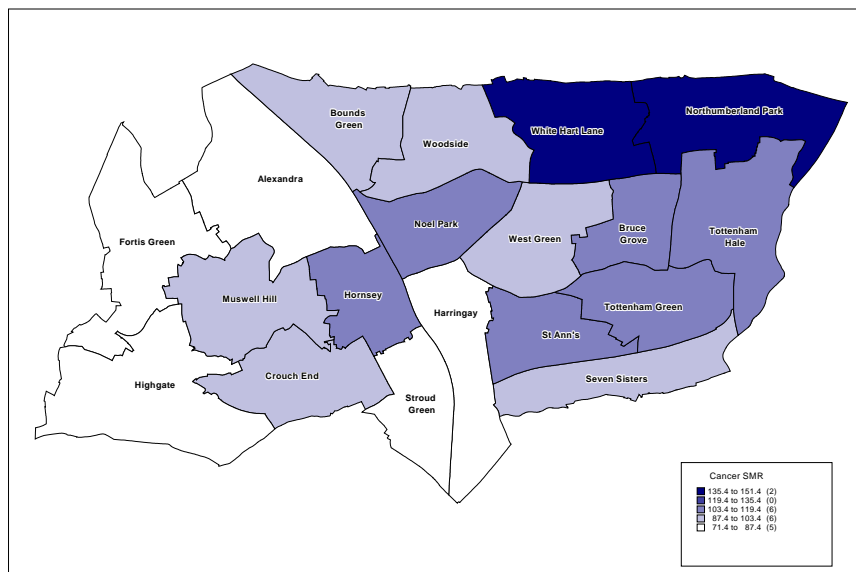 Bounds
Green
Woodside
White Hart Lane
Northumberland Park
Alexandra
Noel Park
Fortis Green
West Green
Bruce
Grove
Tottenham
Hale
Muswell Hill
Hornsey
Harringay
Tottenham Green
St Ann's
Highgate
Crouch End
Seven Sisters
Stroud
Green
Cancer SMR
135.4 to 151.4 (2)
119.4 to 135.4 (0)
103.4 to 119.4 (6)
87.4 to 103.4 (6)
71.4 to 87.4 (5)